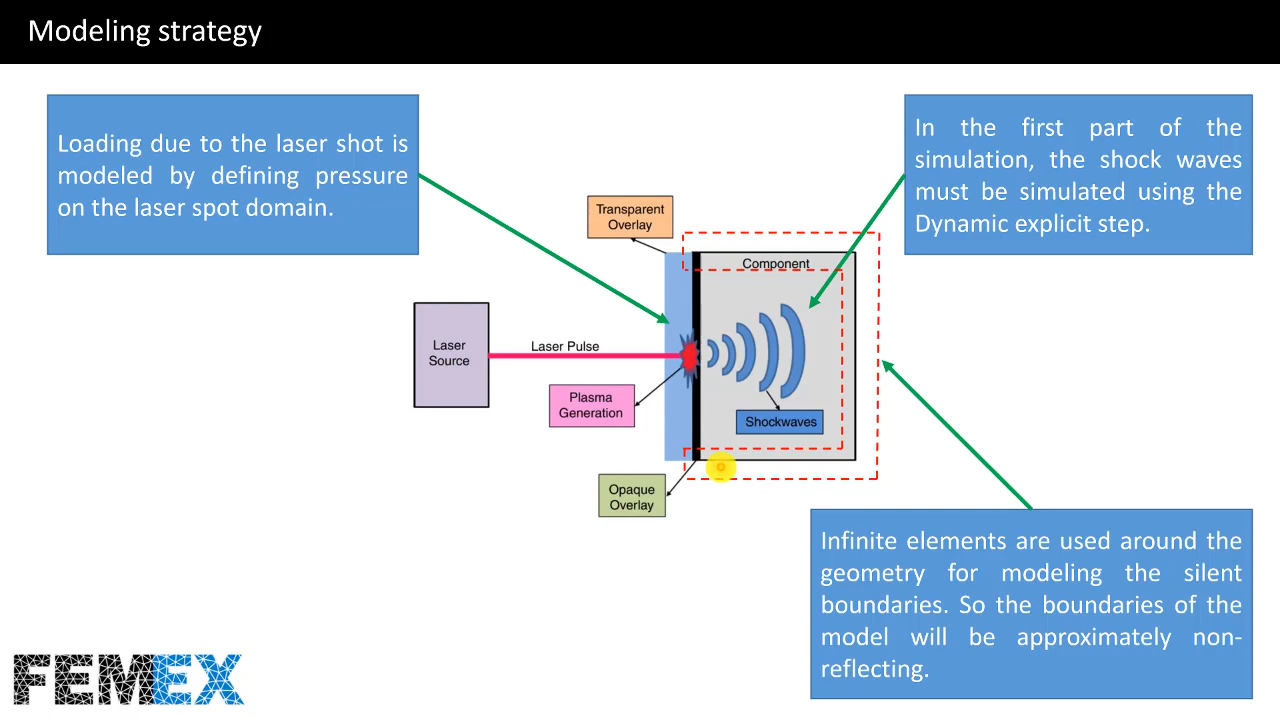 Modeling strategy
Loading due to the laser shot is
modeled by defining pressure
on the laser spot domain.
In the first part of the
simulation, the shock waves
must be simulated using the
Dynamic explicit step.
Transparent
Overlay
Component
Laser
Source
Laser Pulse
Plasma
Generation
Shockwaves
Opaque
Overlay
Infinite elements are used around the
geometry for modeling the silent
boundaries. So the boundaries of the
model will be approximately non-
reflecting.
FEMEX